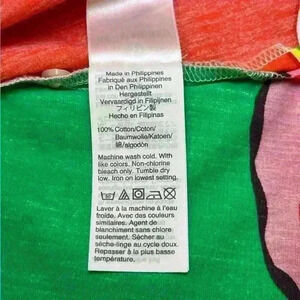 Made in Philippines
Fabriqué aux Philippines
in Den Philippinen
Hergestellt
Vervaardigd in Filipijnen
フィリピン製
Hecho en Filipinas
100% Cotton/Coton/
Baumwolle/Katoen/
綿/algodón
Machine wash cold. With
like colors. Non-chlorine
bleach only. Tumble dry
low. Iron on lowest setting.
Laver à la machine à l'eau
froide. Avec des couleurs
similaires. Agent de
blanchiment sans chlore
seulement. Sécher au
sèche-linge au cycle doux.
Repasser à la plus basse
température.